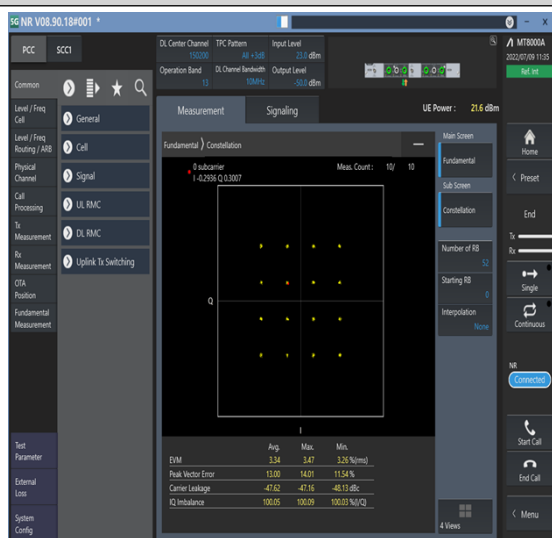 SG NR V08.90.18#001 *
PCC
SCC1
DL Center Channel TPC Pattern Input Level
150200 All +3dB 23.0 dBm
Operation Band DL Channel Bandwidth Output Level
13 10MHz -50.0 dBm
MT8000A
2022/07/09 11:35
Ref. Int
Common
Level / Freq
Cell
Level / Freq
Routing / ARB
Physical
Channel
Call
Processing
Tx
Measurement
Rx
Measurement
OTA
Position
Fundamental
Measurement
Test
Parameter
External
Loss
System
Config
General
Cell
Signal
UL RMC
DL RMC
Uplink Tx Switching
Measurement
Signaling
UE Power : 21.6 dBm
Fundamental 〉 Constellation
0 subcarrier Meas. Count : 10/ 10
I -0.2936 Q 0.3007
Q
I
Avg. Max. Min.
EVM 3.34 3.47 3.26 %(rms)
Peak Vector Error 13.00 14.01 11.54 %
Carrier Leakage -47.62 -47.16 -48.13 dBc
IQ Imbalance 100.05 100.09 100.03 %(I/Q)
Main Screen
Fundamental
Sub Screen
Constellation
Number of RB
52
Starting RB
0
Interpolation
None
4 Views
Home
Preset
End
Tx
Rx
Single
Continuous
NR
Connected
Start Call
End Call
Menu